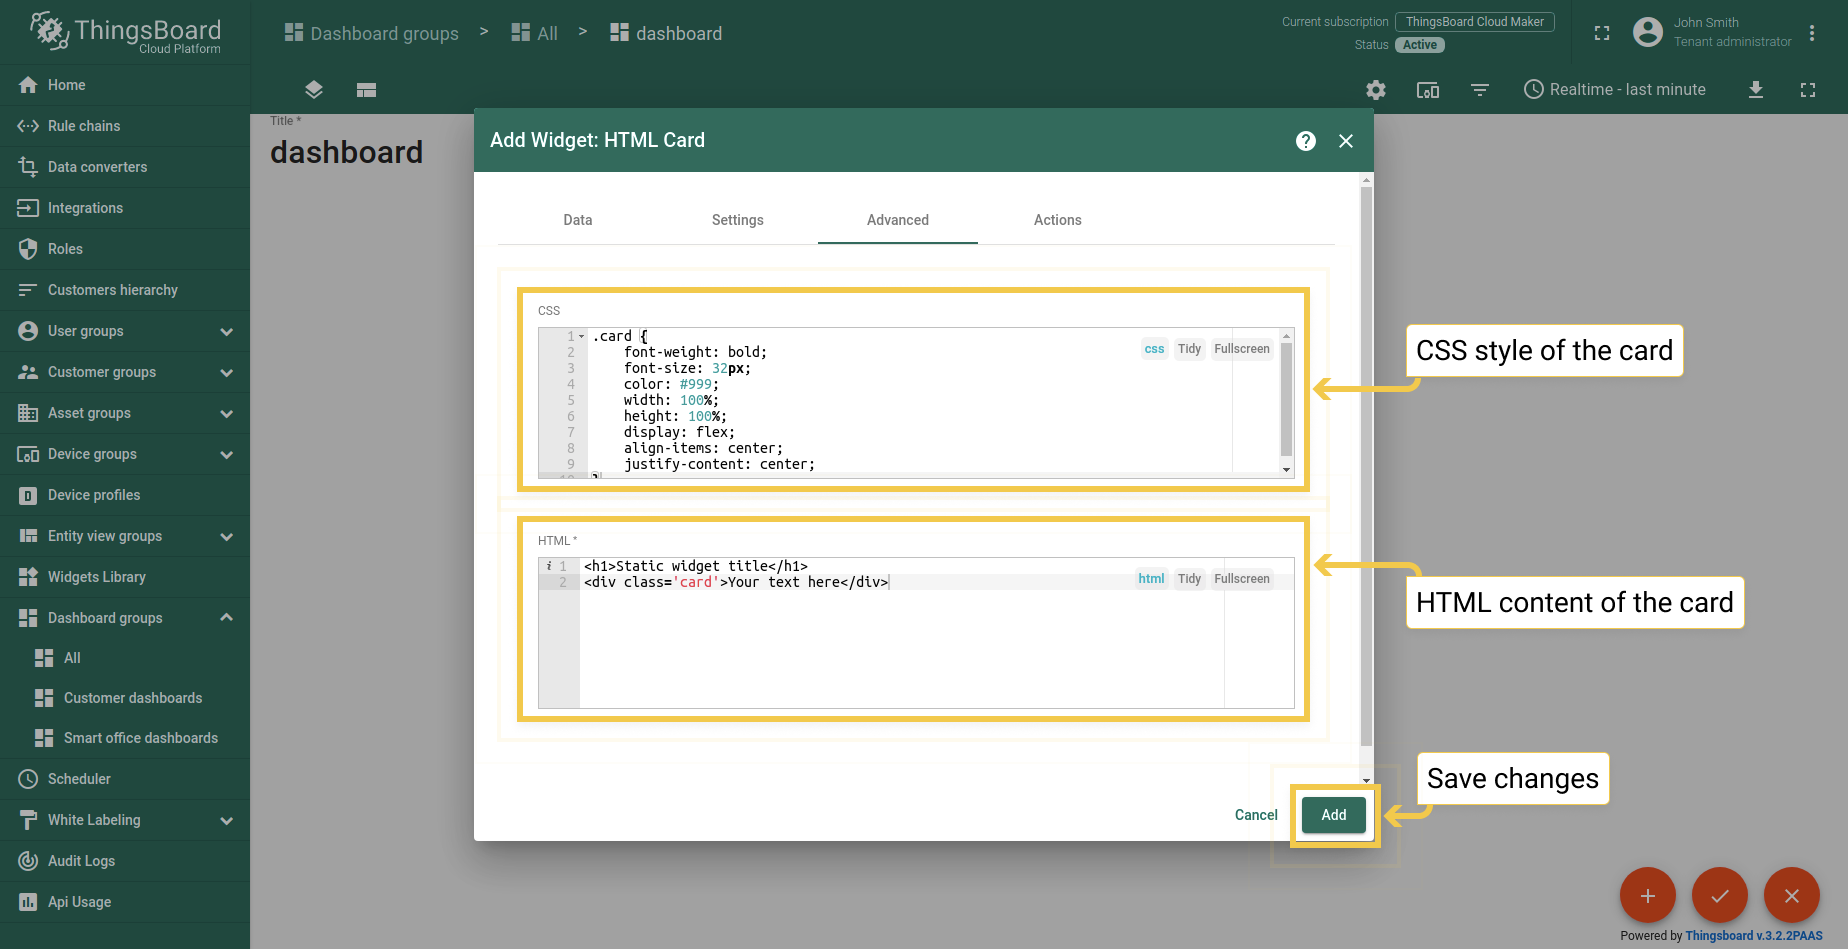 ThingsBoard
Cloud Platform
Dashboard groups > All > dashboard
Current subscription ThingsBoard Cloud Maker
Status Active
John Smith
Tenant administrator
Realtime - last minute
Home
Rule chains
Data converters
Integrations
Roles
Customers hierarchy
User groups
Customer groups
Asset groups
Device groups
Device profiles
Entity view groups
Widgets Library
Dashboard groups
All
Customer dashboards
Smart office dashboards
Scheduler
White Labeling
Audit Logs
Api Usage
Title *
dashboard
Add Widget: HTML Card
Data Settings Advanced Actions
CSS
css Tidy Fullscreen
1 .card {
2 font-weight: bold;
3 font-size: 32px;
4 color: #999;
5 width: 100%;
6 height: 100%;
7 display: flex;
8 align-items: center;
9 justify-content: center;
10 }
HTML *
html Tidy Fullscreen
i 1 <h1>Static widget title</h1>
2 <div class='card'>Your text here</div>
Cancel Add
CSS style of the card
HTML content of the card
Save changes
Powered by Thingsboard v.3.2.2PAAS